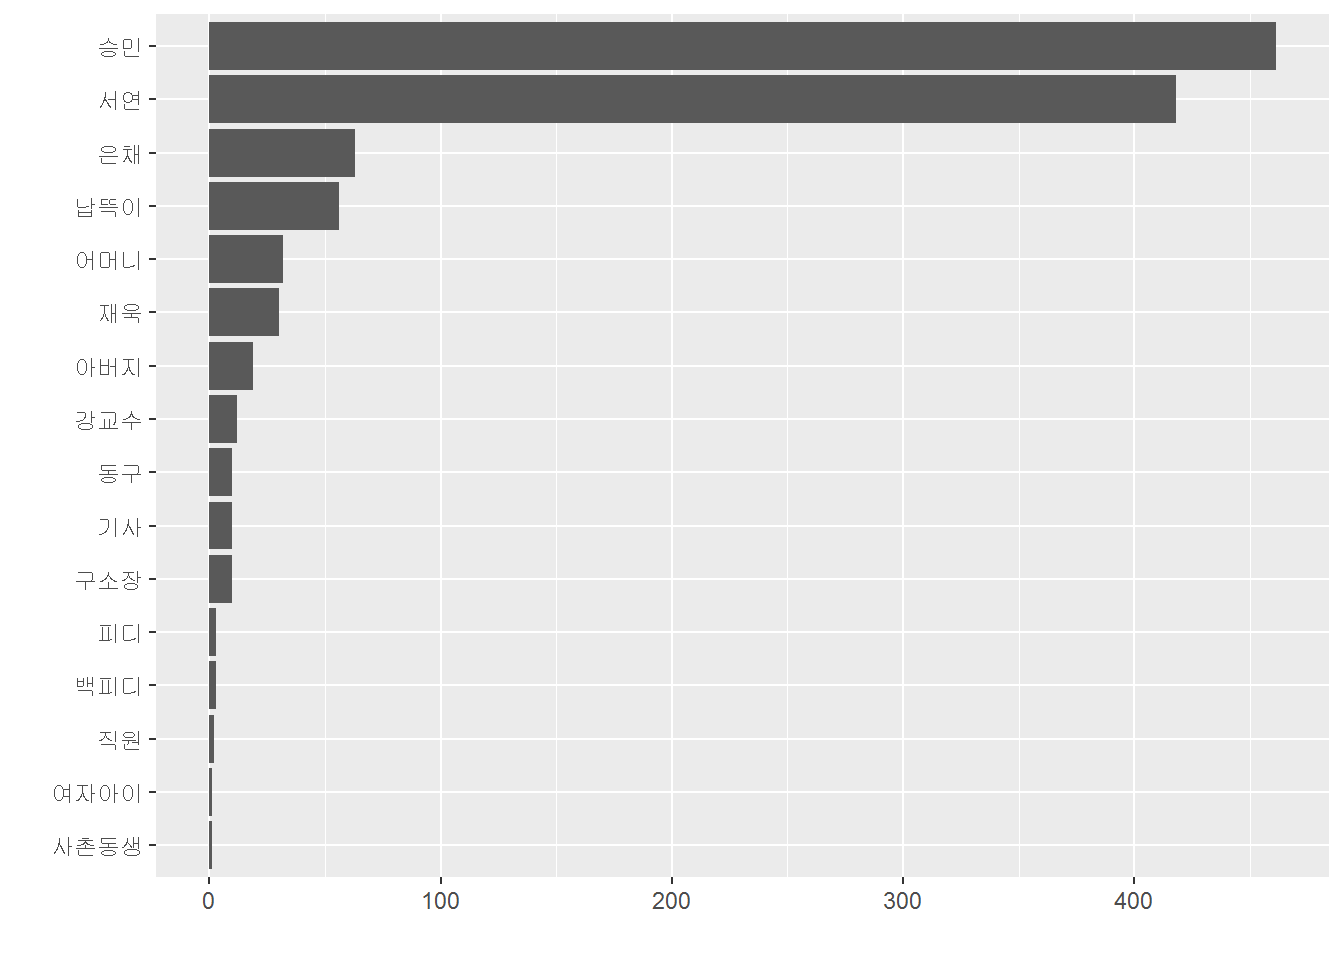 승민
서연
은채
납뜩이
어머니
재욱
아버지
강교수
동구
기사
구소장
피디
백피디
직원
여자아이
사촌동생
0 100 200 300 400